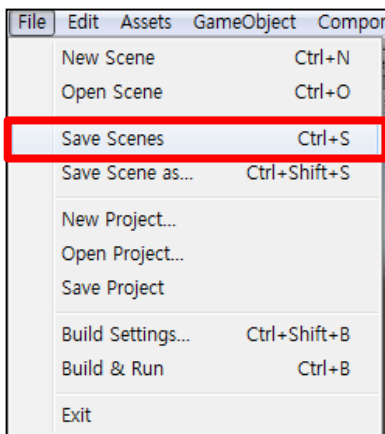 File Edit Assets GameObject
New Scene Ctrl+N
Open Scene Ctrl+O
Save Scenes Ctrl+S
Save Scene as... Ctrl+Shift+S
New Project...
Open Project...
Save Project
Build Settings... Ctrl+Shift+B
Build & Run Ctrl+B
Exit